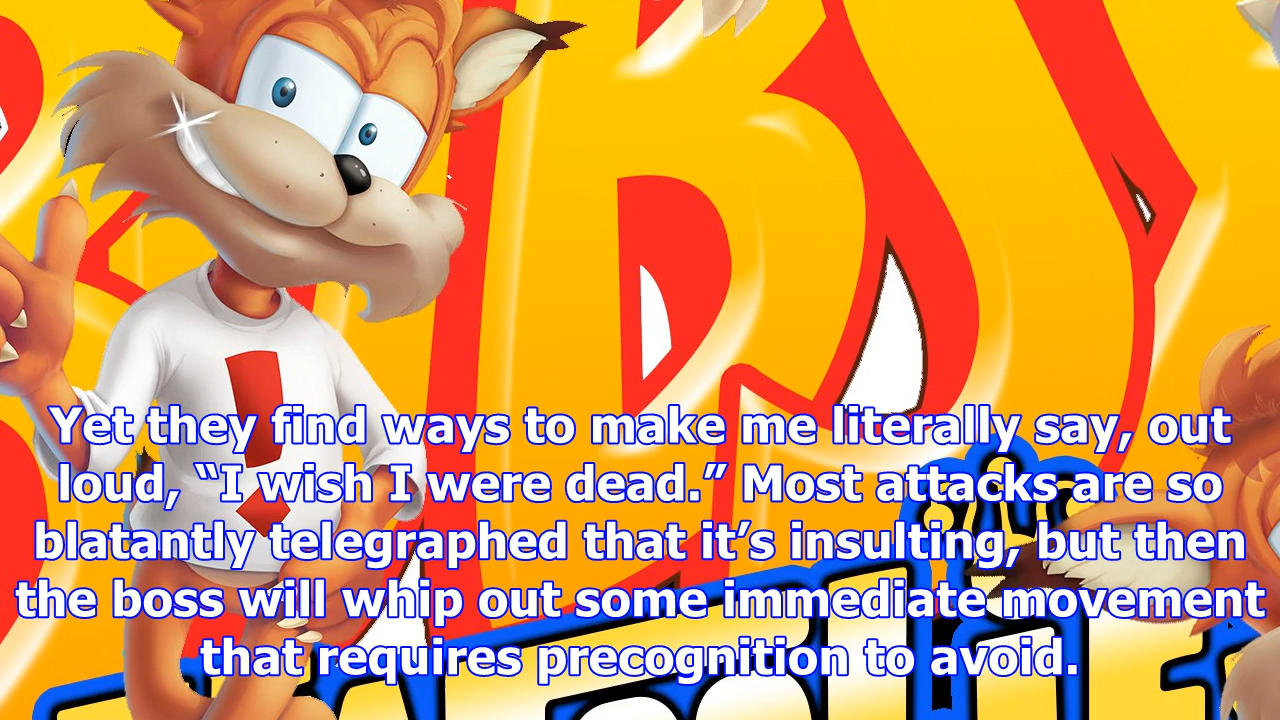 Yet they find ways to make me literally say, out
loud, “I wish I were dead.” Most attacks are so
blatantly telegraphed that it’s insulting, but then
the boss will whip out some immediate movement
that requires precognition to avoid.